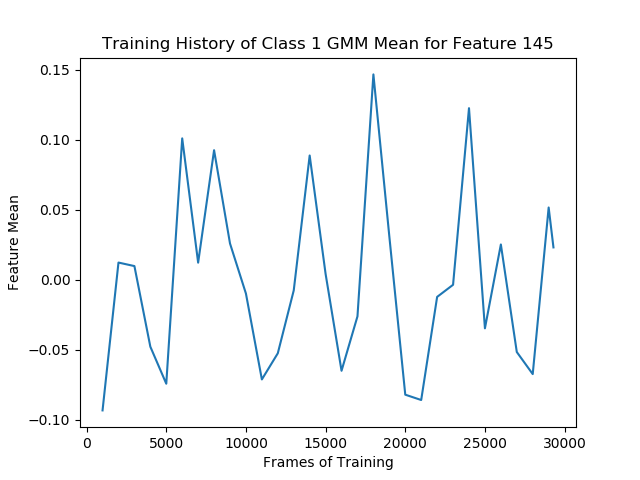 Training History of Class 1 GMM Mean for Feature 145
0.15
0.10
0.05
0.00
−0.05
−0.10
Feature Mean
0 5000 10000 15000 20000 25000 30000
Frames of Training